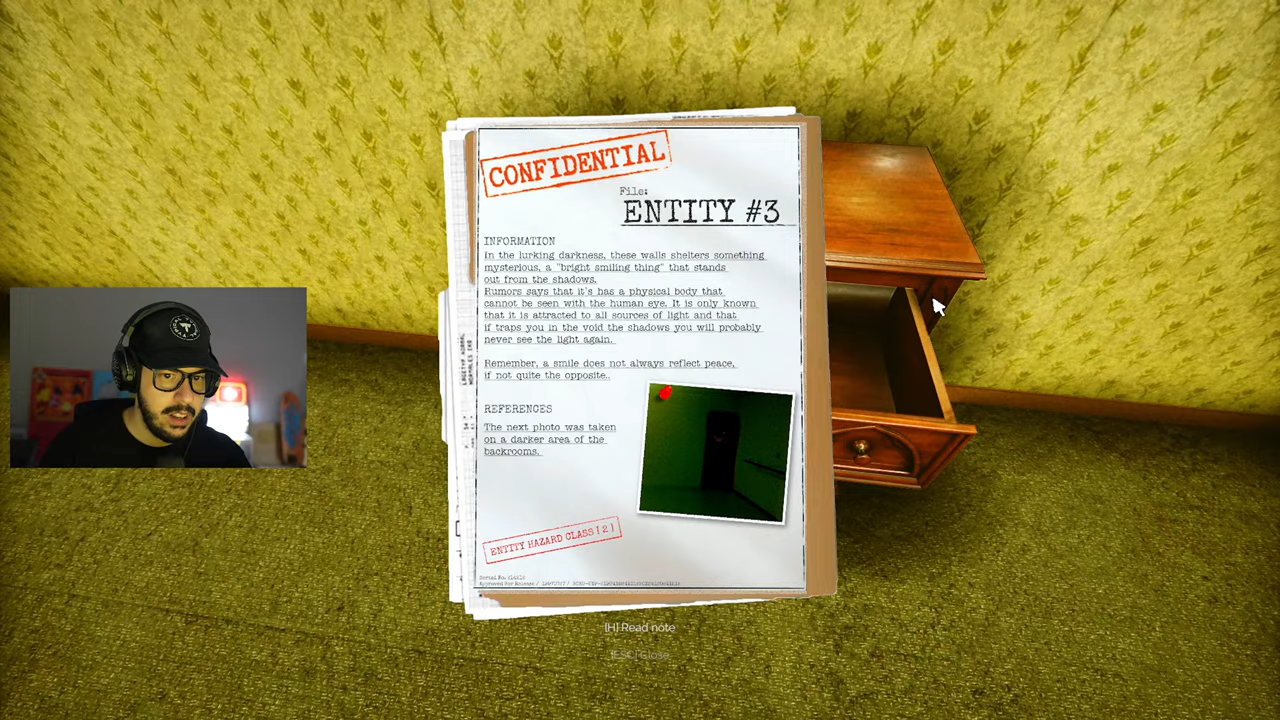 CONFIDENTIAL
File:
ENTITY #3
INFORMATION
In the lurking darkness, these walls shelters something
mysterious, a "bright smiling thing" that stands
out from the shadows.
Rumors says that it's has a physical body that
cannot be seen with the human eye. It is only known
that it is attracted to all sources of light and that
if traps you in the void the shadows you will probably
never see the light again.
Remember, a smile does not always reflect peace,
if not quite the opposite..
REFERENCES
The next photo was taken
on a darker area of the
backrooms.
ENTITY HAZARD CLASS [ 2 ]
[H] Read note
[ESC] Close